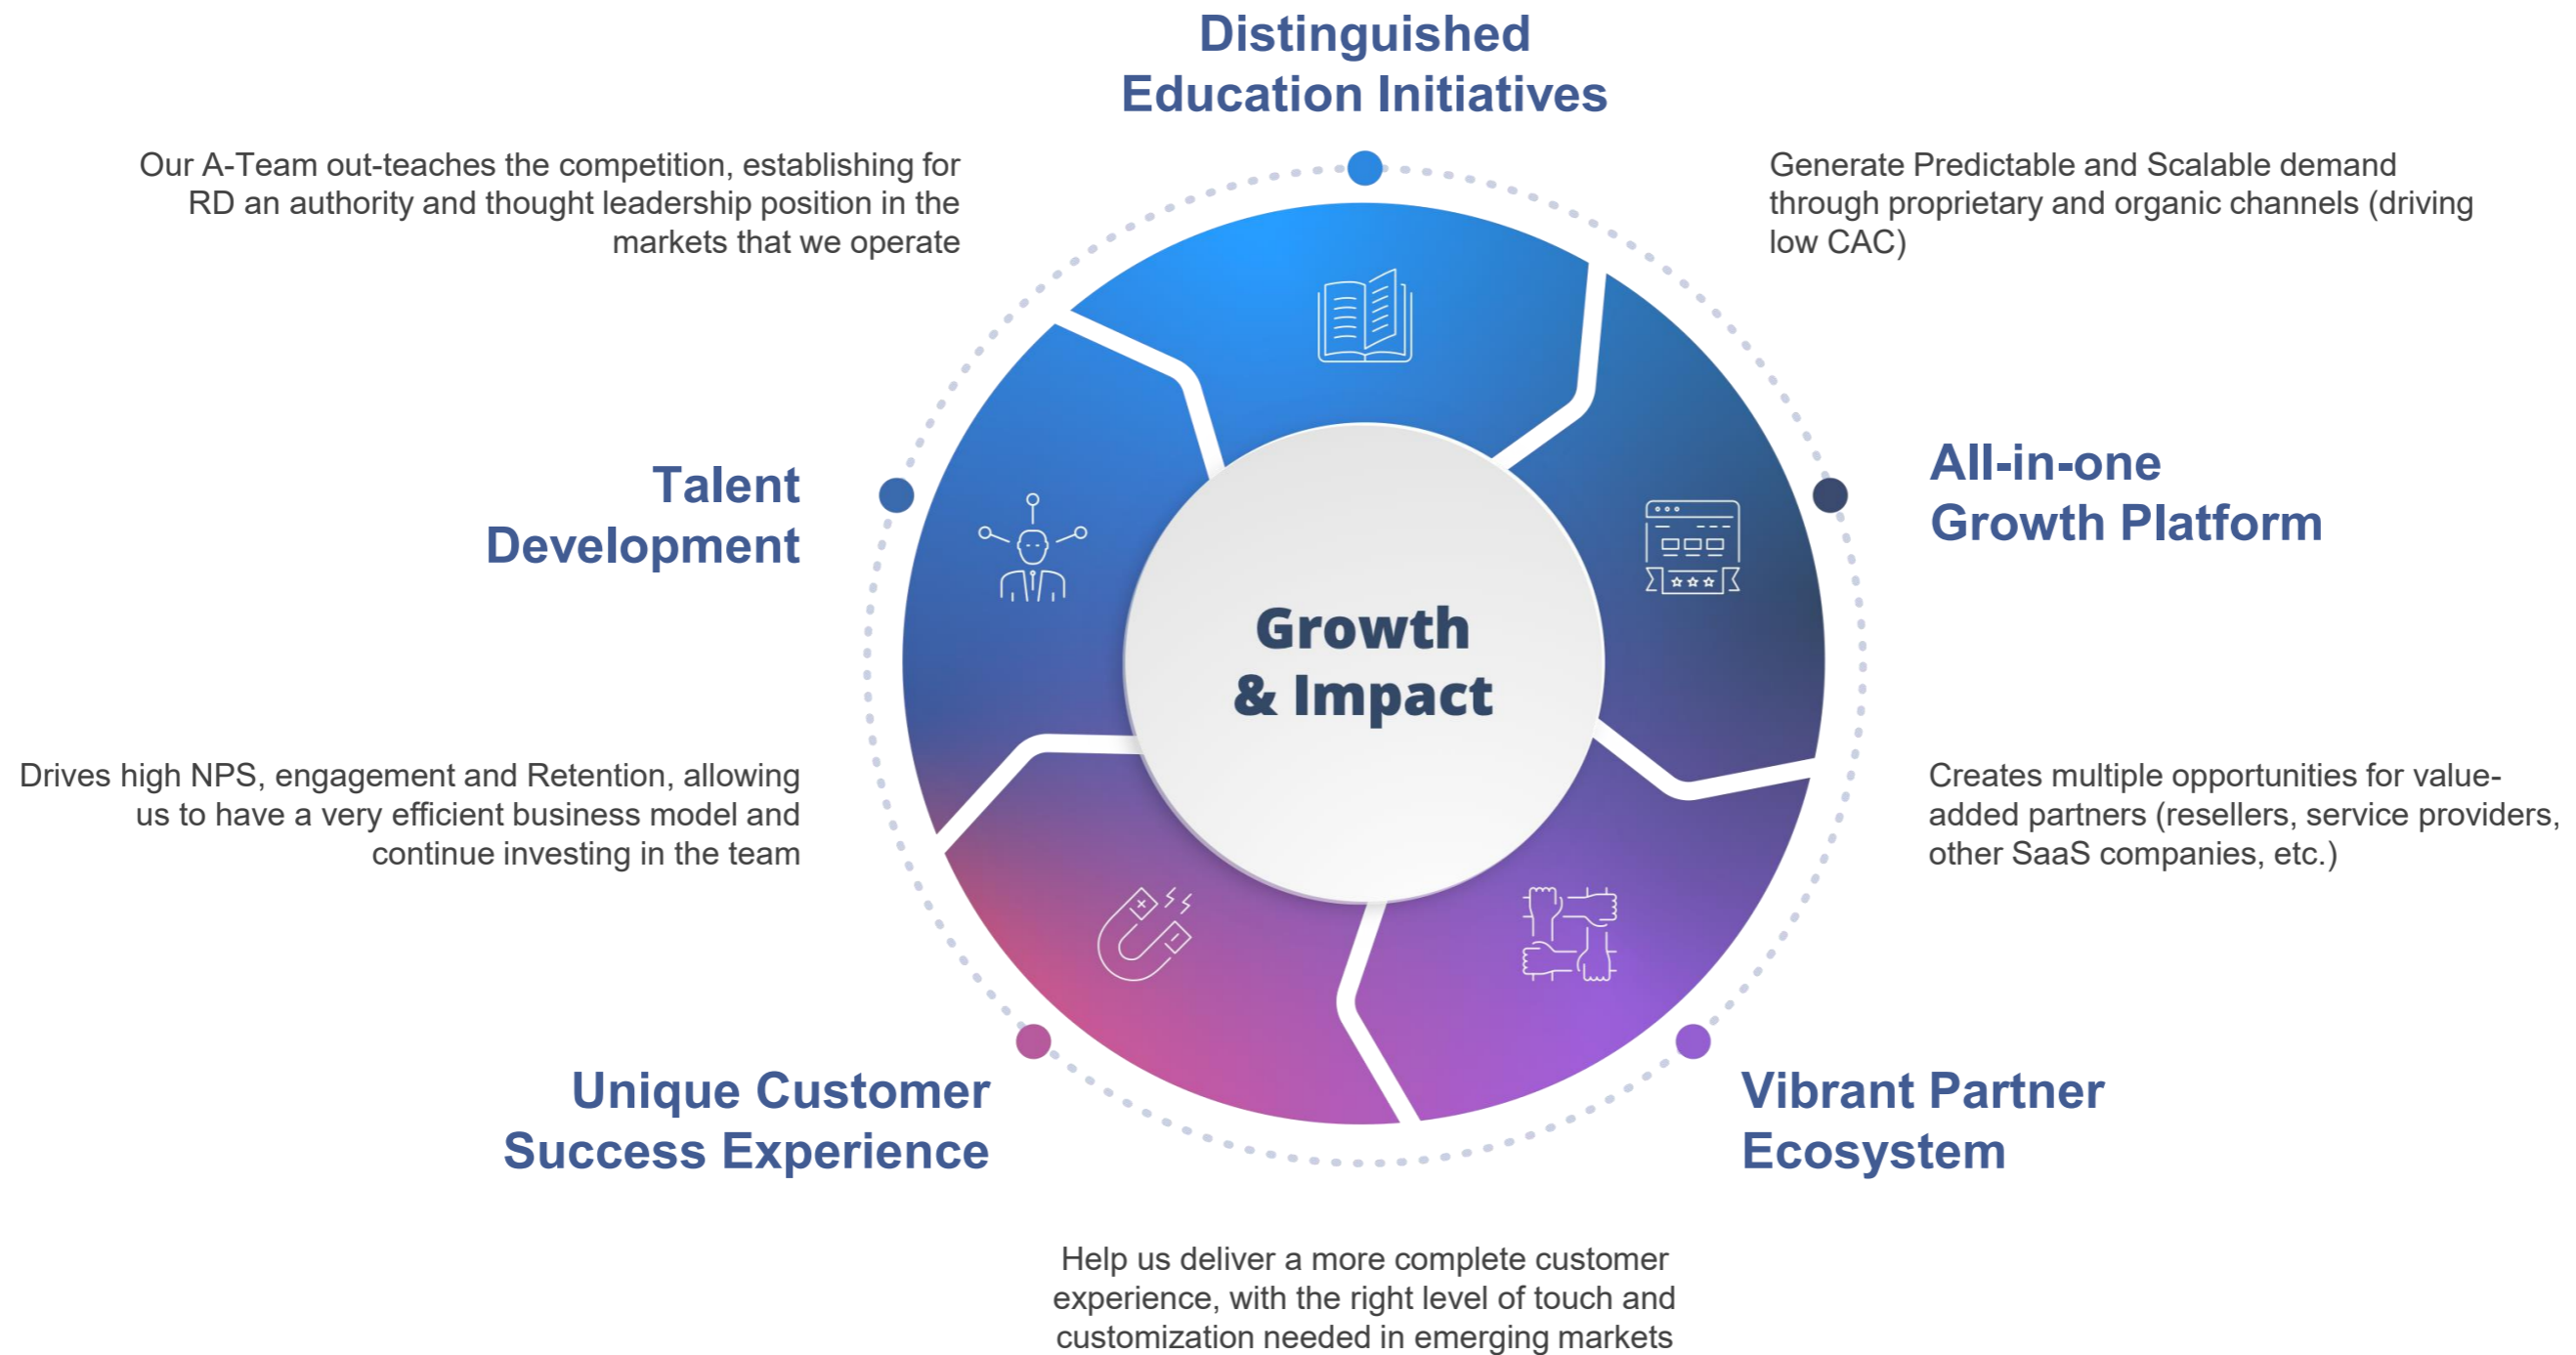 Distinguished
Education Initiatives
Our A-Team out-teaches the competition, establishing for
RD an authority and thought leadership position in the
markets that we operate
Generate Predictable and Scalable demand
through proprietary and organic channels (driving
low CAC)
Talent
Development
All-in-one
Growth Platform
Growth
& Impact
Drives high NPS, engagement and Retention, allowing
us to have a very efficient business model and
continue investing in the team
Creates multiple opportunities for value-
added partners (resellers, service providers,
other SaaS companies, etc.)
Unique Customer
Success Experience
Vibrant Partner
Ecosystem
Help us deliver a more complete customer
experience, with the right level of touch and
customization needed in emerging markets